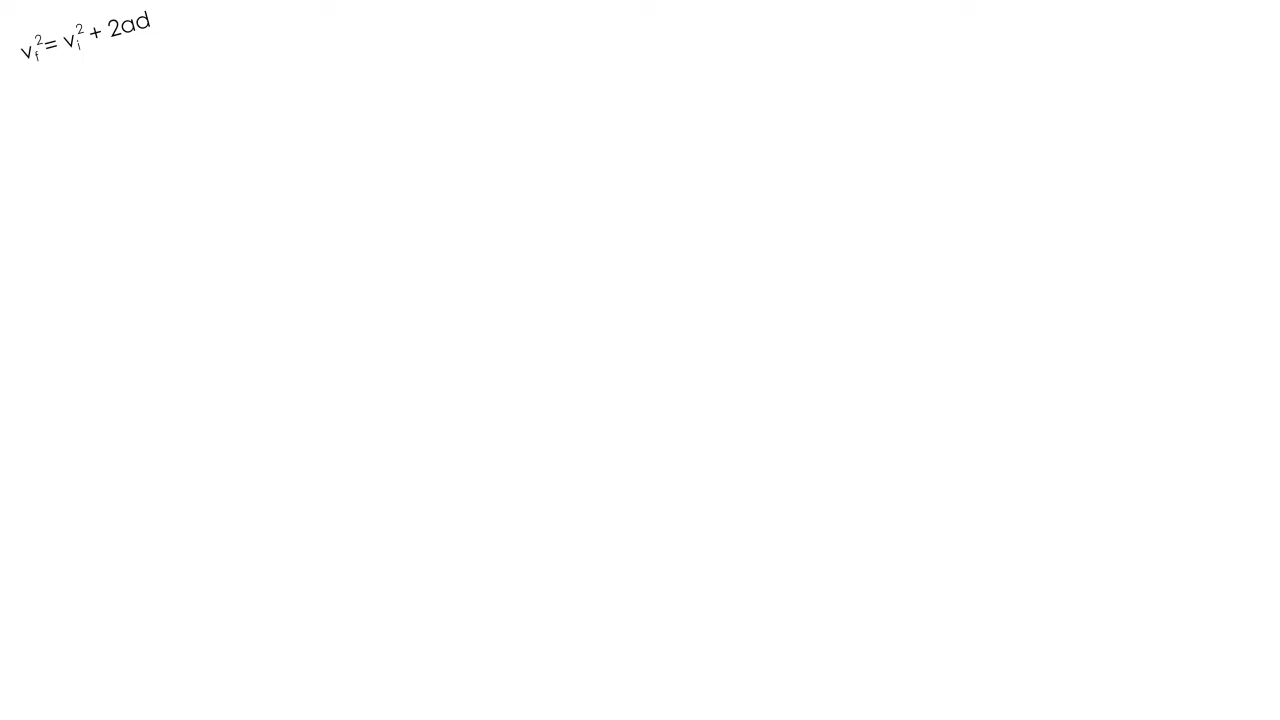 v_f^2 = v_i^2 + 2ad